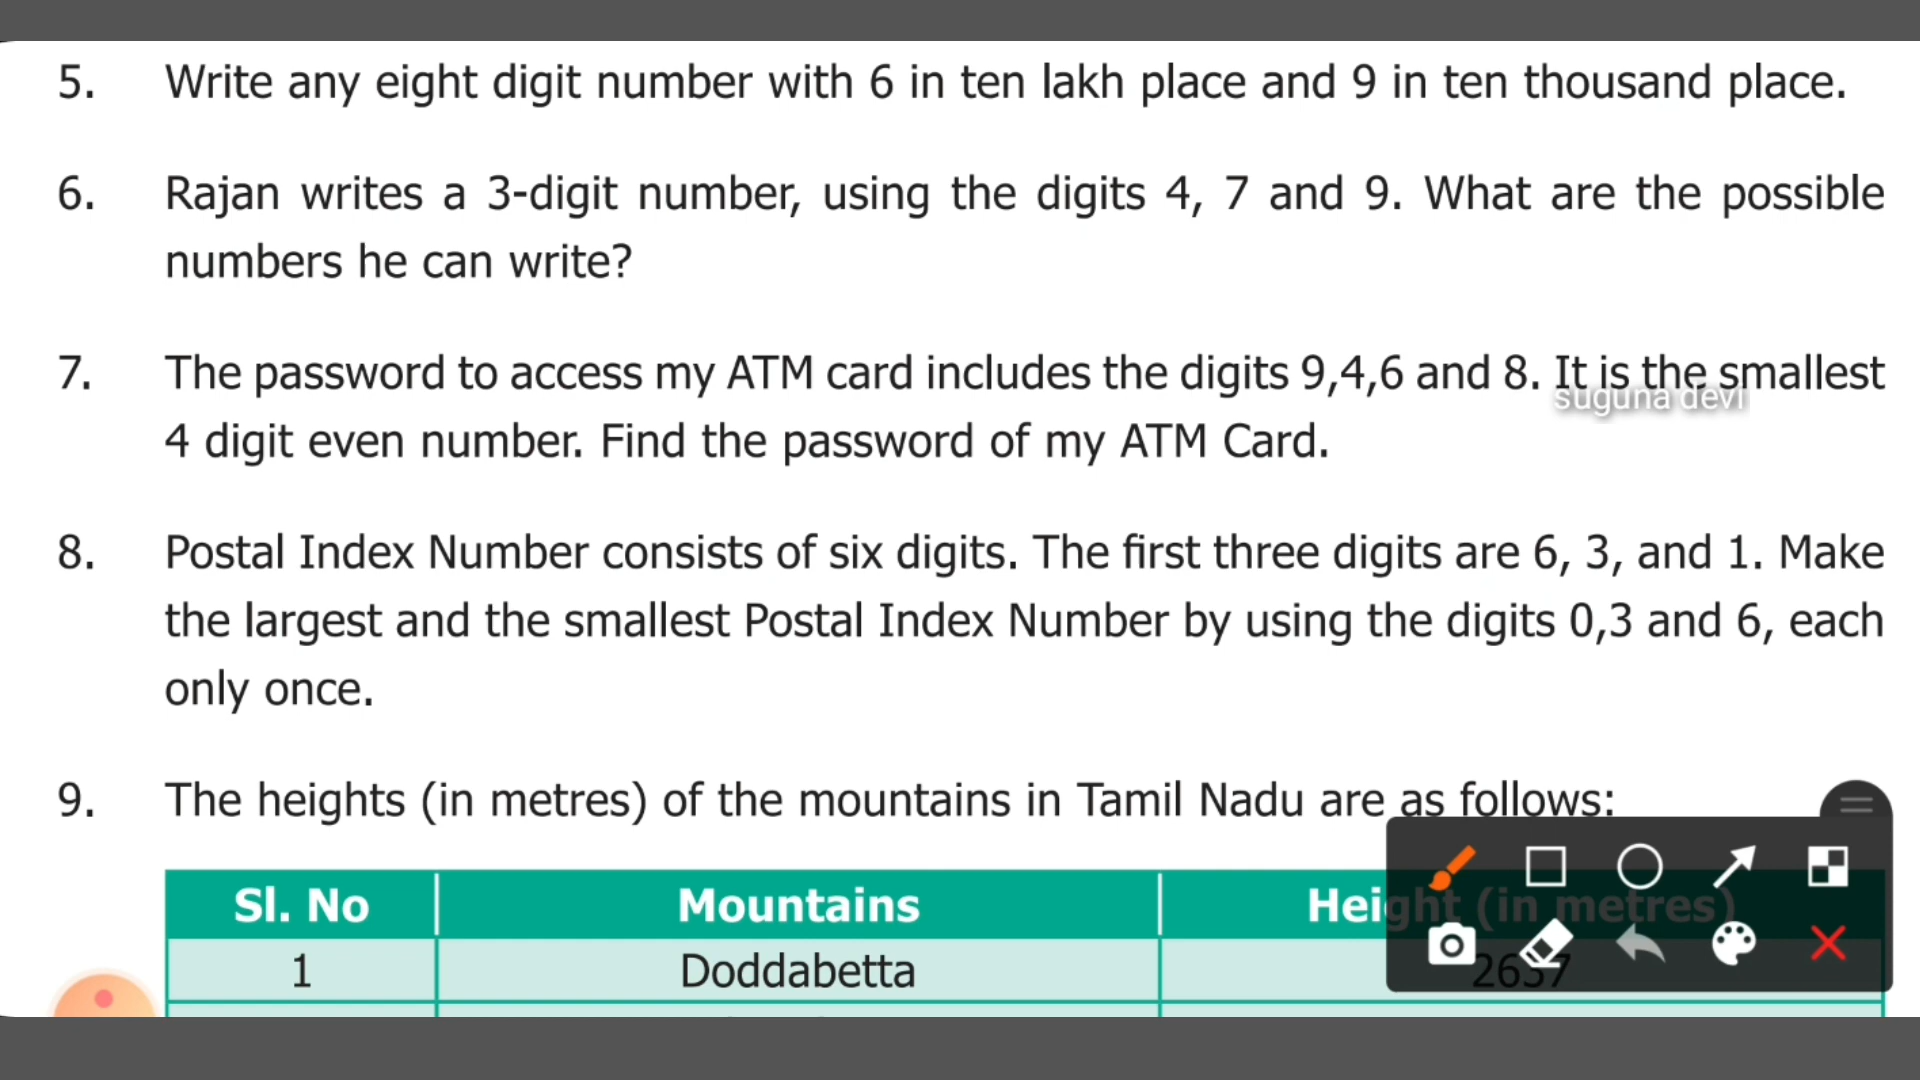 5. Write any eight digit number with 6 in ten lakh place and 9 in ten thousand place.
6. Rajan writes a 3-digit number, using the digits 4, 7 and 9. What are the possible
numbers he can write?
7. The password to access my ATM card includes the digits 9,4,6 and 8. It is the smallest
suguna devi
4 digit even number. Find the password of my ATM Card.
8. Postal Index Number consists of six digits. The first three digits are 6, 3, and 1. Make
the largest and the smallest Postal Index Number by using the digits 0,3 and 6, each
only once.
9. The heights (in metres) of the mountains in Tamil Nadu are as follows:
Sl. No Mountains Height (in metres)
1 Doddabetta 2637